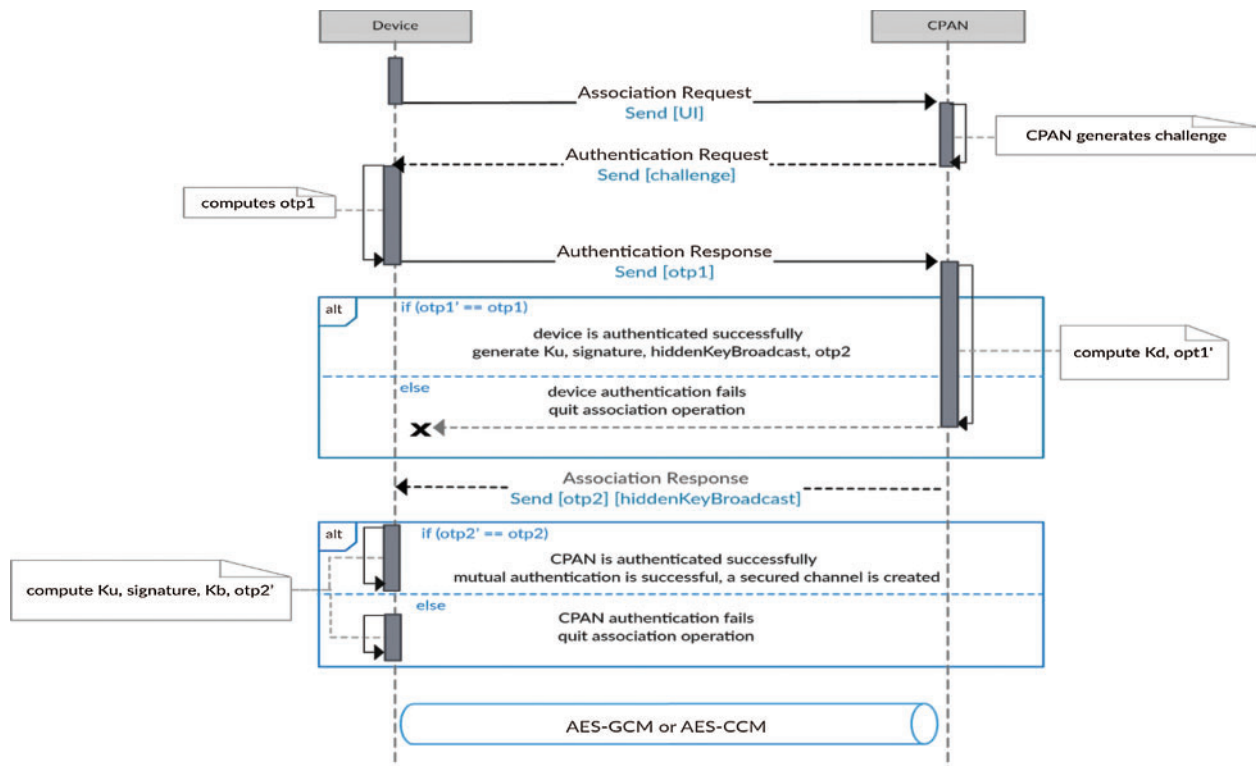 Device
CPAN
Association Request
Send [UI]
CPAN generates challenge
Authentication Request
Send [challenge]
computes otp1
Authentication Response
Send [otp1]
alt
if (otp1' == otp1)
device is authenticated successfully
generate Ku, signature, hiddenKeyBroadcast, otp2
compute Kd, opt1'
else
device authentication fails
quit association operation
Association Response
Send [otp2] [hiddenKeyBroadcast]
alt
if (otp2' == otp2)
CPAN is authenticated successfully
mutual authentication is successful, a secured channel is created
compute Ku, signature, Kb, otp2'
else
CPAN authentication fails
quit association operation
AES-GCM or AES-CCM